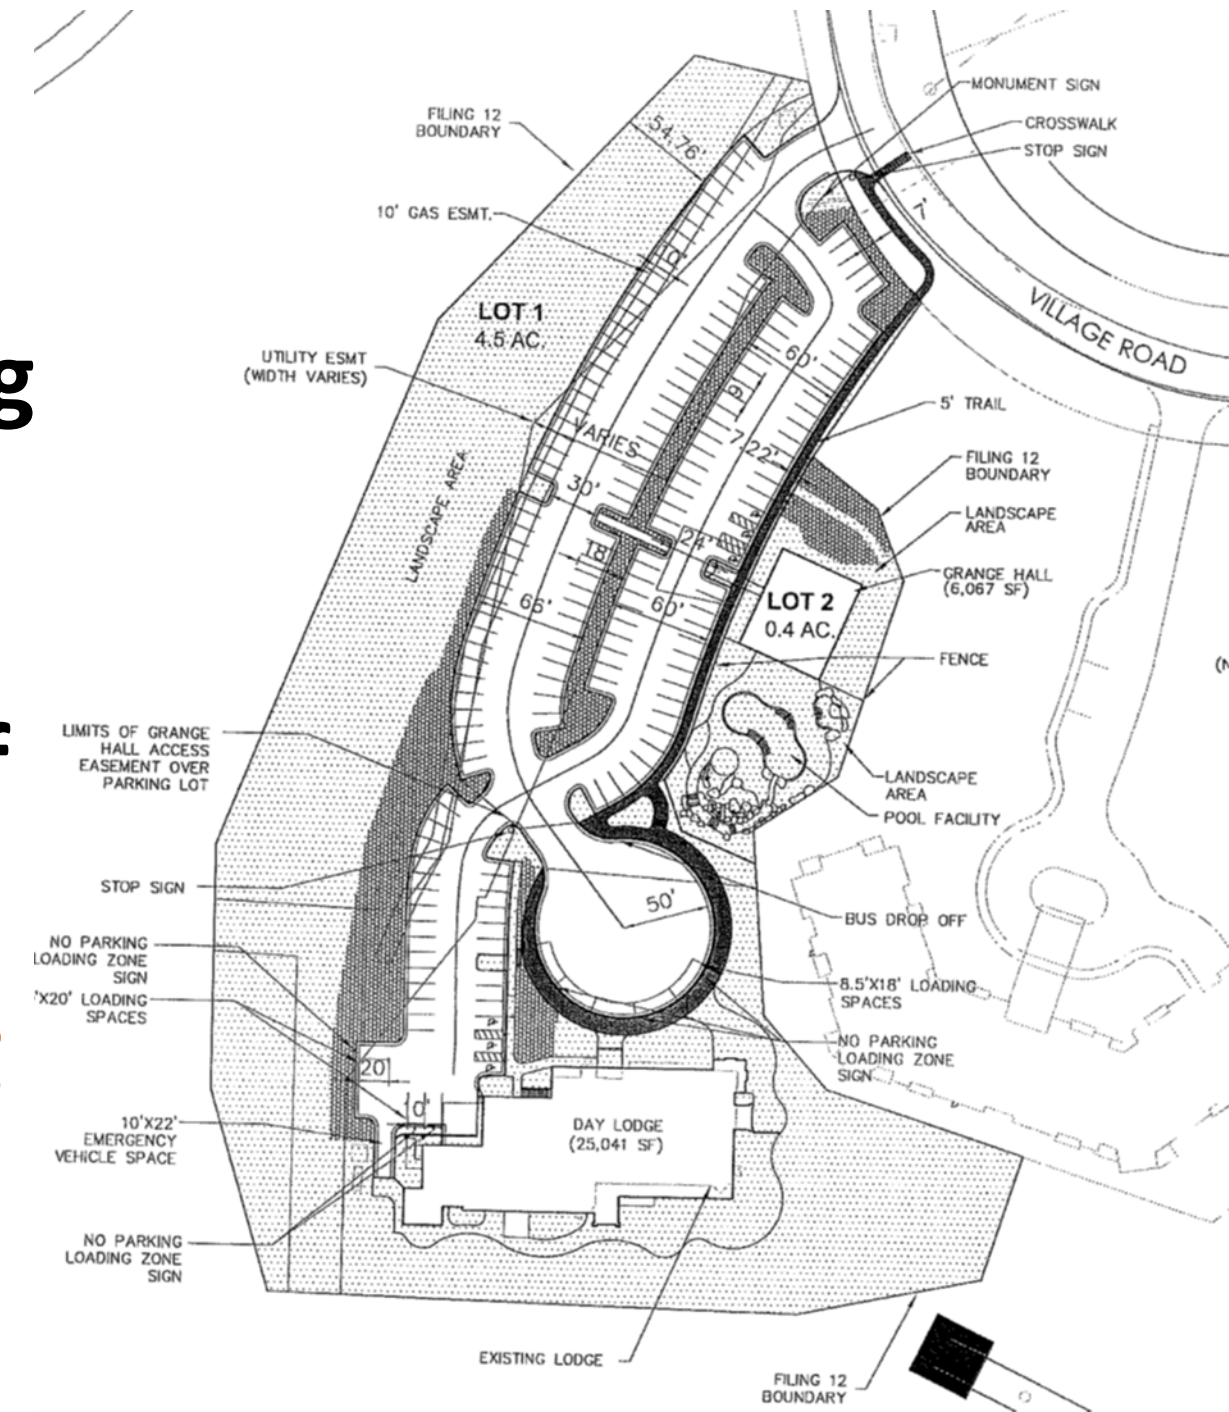 MONUMENT SIGN
FILING 12
BOUNDARY
CROSSWALK
STOP SIGN
54.76'
10' GAS ESMT.
10'
LOT 1
4.5 AC.
VILLAGE ROAD
UTILITY ESMT
(WIDTH VARIES)
60'
9'
5' TRAIL
VARIES
7.22'
FILING 12
BOUNDARY
LANDSCAPE AREA
30'
LANDSCAPE
AREA
24'
18'
GRANGE HALL
(6,067 SF)
LOT 2
0.4 AC.
66'
60'
FENCE
g
f
LIMITS OF GRANGE
HALL ACCESS
EASEMENT OVER
PARKING LOT
LANDSCAPE
AREA
POOL FACILITY
STOP SIGN
50'
BUS DROP OFF
NO PARKING
LOADING ZONE
SIGN
8.5'X18' LOADING
SPACES
'X20' LOADING
SPACES
NO PARKING
LOADING ZONE
SIGN
20'
0'
10'X22'
EMERGENCY
VEHICLE SPACE
DAY LODGE
(25,041 SF)
NO PARKING
LOADING ZONE
SIGN
EXISTING LODGE
FILING 12
BOUNDARY